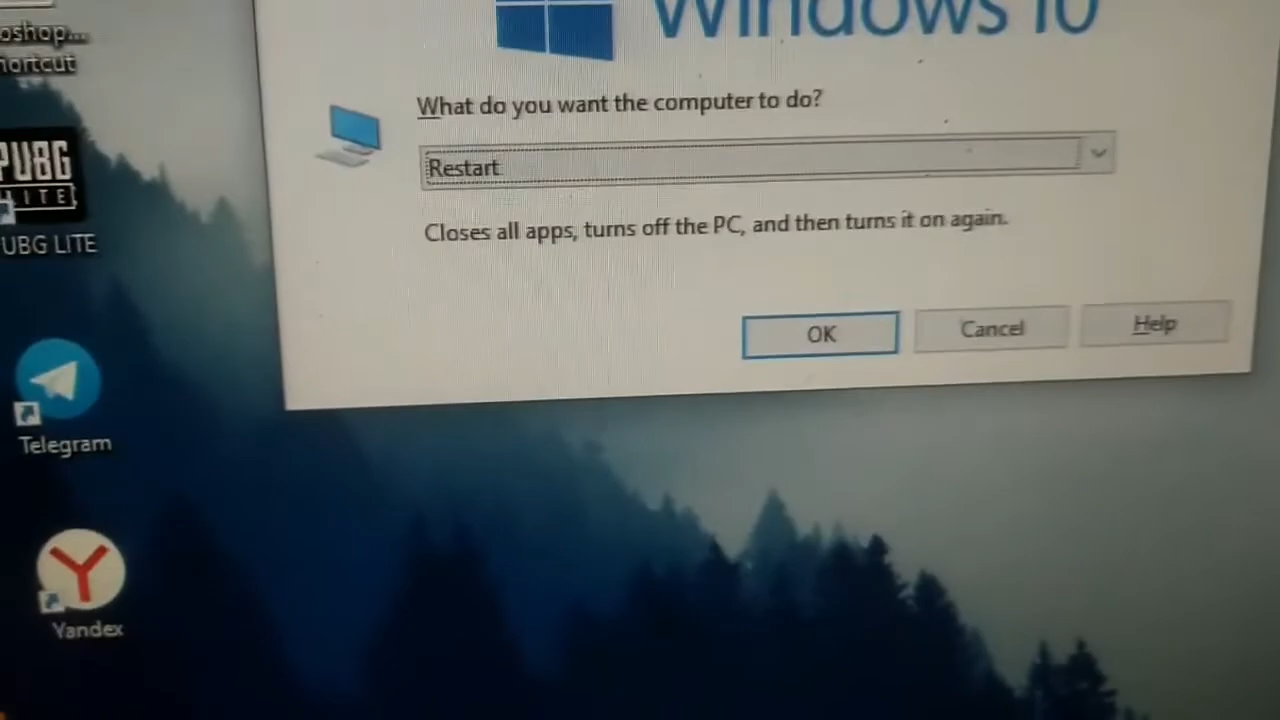 oshop...
ortcut
PUBG
LITE
UBG LITE
Telegram
Yandex
Windows 10
What do you want the computer to do?
Restart
Closes all apps, turns off the PC, and then turns it on again.
OK
Cancel
Help